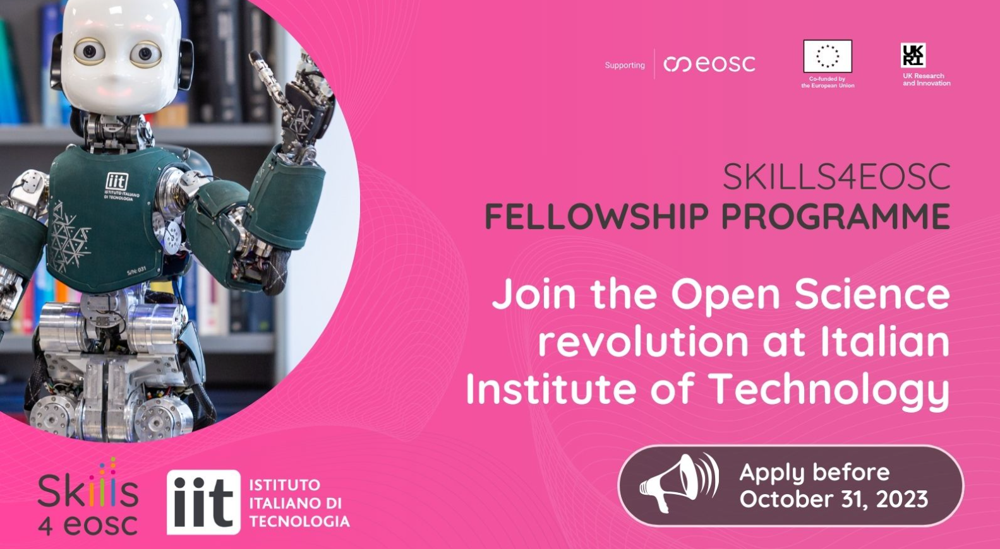 Supporting
eosc
Co-funded by
the European Union
UK
RI
UK Research
and Innovation
iit
ISTITUTO ITALIANO
DI TECNOLOGIA
S/N: 031
SKILLS4EOSC
FELLOWSHIP PROGRAMME
Join the Open Science
revolution at Italian
Institute of Technology
Apply before
October 31, 2023
Skills
4 eosc
iit
ISTITUTO
ITALIANO DI
TECNOLOGIA